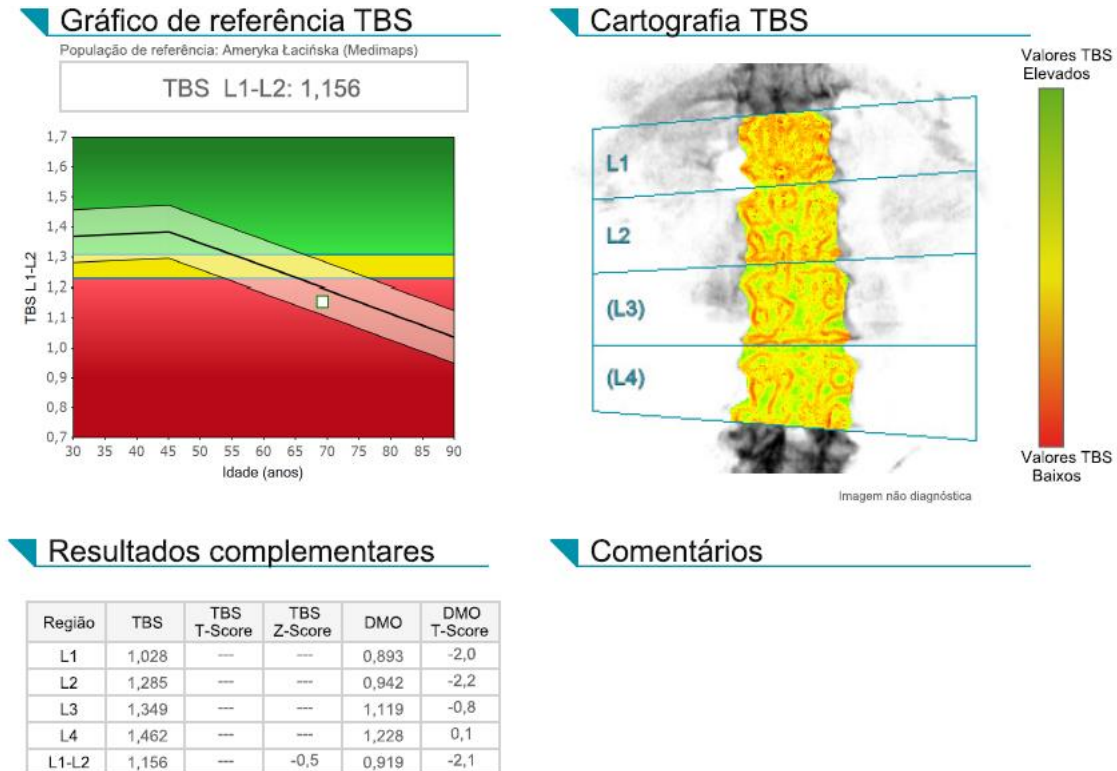 Gráfico de referência TBS
População de referência: Ameryka Łacińska (Medimaps)
TBS L1-L2: 1,156
1,7
1,6
1,5
1,4
1,3
1,2
1,1
1,0
0,9
0,8
0,7
TBS L1-L2
30 35 40 45 50 55 60 65 70 75 80 85 90
Idade (anos)
Cartografia TBS
Valores TBS
Elevados
L1
L2
(L3)
(L4)
Valores TBS
Baixos
Imagem não diagnóstica
Resultados complementares
Região TBS TBS T-Score TBS Z-Score DMO DMO T-Score
L1 1,028 --- --- 0,893 -2,0
L2 1,285 --- --- 0,942 -2,2
L3 1,349 --- --- 1,119 -0,8
L4 1,462 --- --- 1,228 0,1
L1-L2 1,156 --- -0,5 0,919 -2,1
Comentários